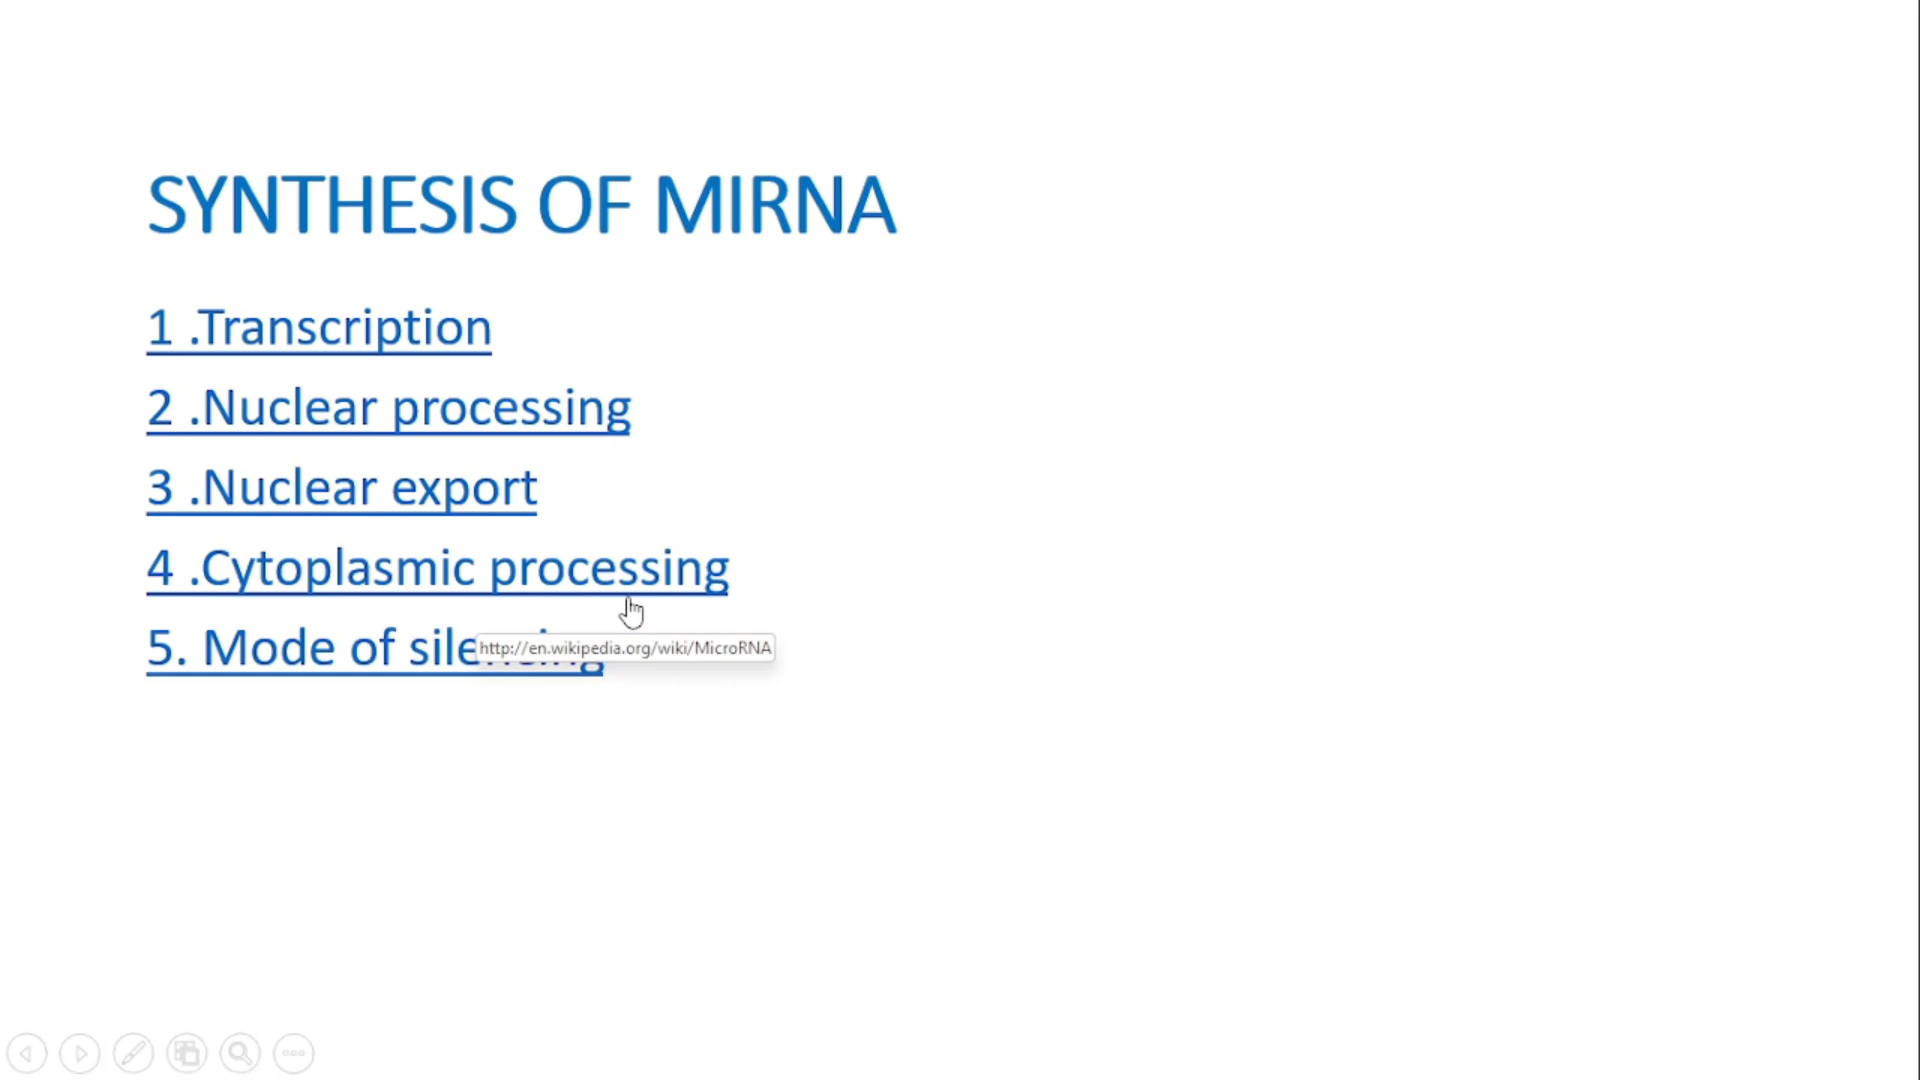 SYNTHESIS OF MIRNA
1 .Transcription
2 .Nuclear processing
3 .Nuclear export
4 .Cytoplasmic processing
5. Mode of
http://en.wikipedia.org/wiki/MicroRNA